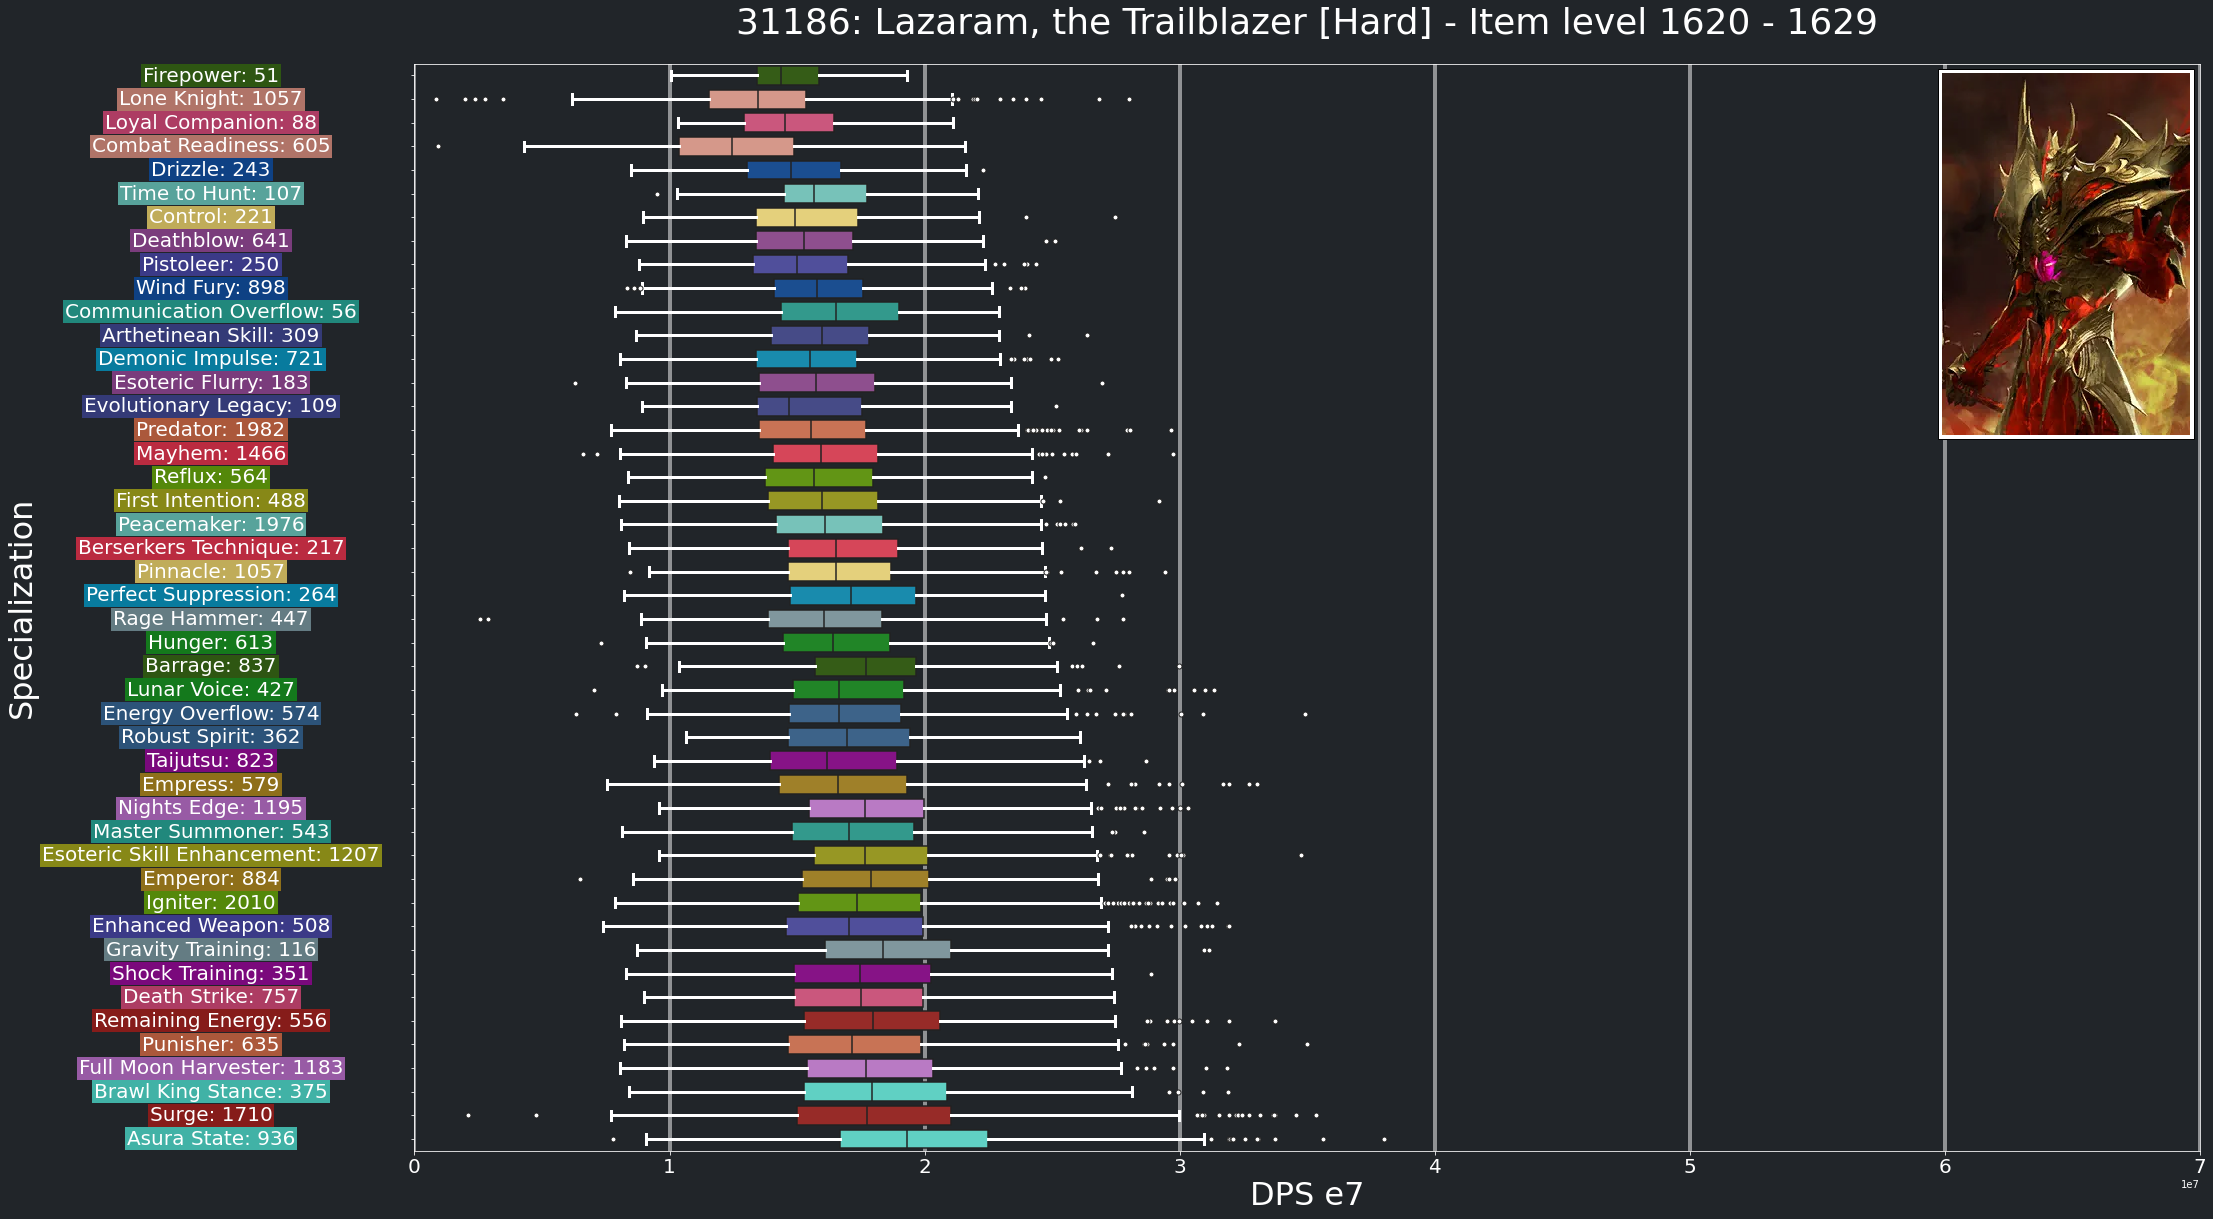 31186: Lazaram, the Trailblazer [Hard] - Item level 1620 - 1629
Specialization
Firepower: 51
Lone Knight: 1057
Loyal Companion: 88
Combat Readiness: 605
Drizzle: 243
Time to Hunt: 107
Control: 221
Deathblow: 641
Pistoleer: 250
Wind Fury: 898
Communication Overflow: 56
Arthetinean Skill: 309
Demonic Impulse: 721
Esoteric Flurry: 183
Evolutionary Legacy: 109
Predator: 1982
Mayhem: 1466
Reflux: 564
First Intention: 488
Peacemaker: 1976
Berserkers Technique: 217
Pinnacle: 1057
Perfect Suppression: 264
Rage Hammer: 447
Hunger: 613
Barrage: 837
Lunar Voice: 427
Energy Overflow: 574
Robust Spirit: 362
Taijutsu: 823
Empress: 579
Nights Edge: 1195
Master Summoner: 543
Esoteric Skill Enhancement: 1207
Emperor: 884
Igniter: 2010
Enhanced Weapon: 508
Gravity Training: 116
Shock Training: 351
Death Strike: 757
Remaining Energy: 556
Punisher: 635
Full Moon Harvester: 1183
Brawl King Stance: 375
Surge: 1710
Asura State: 936
0 1 2 3 4 5 6 7
1e7
DPS e7